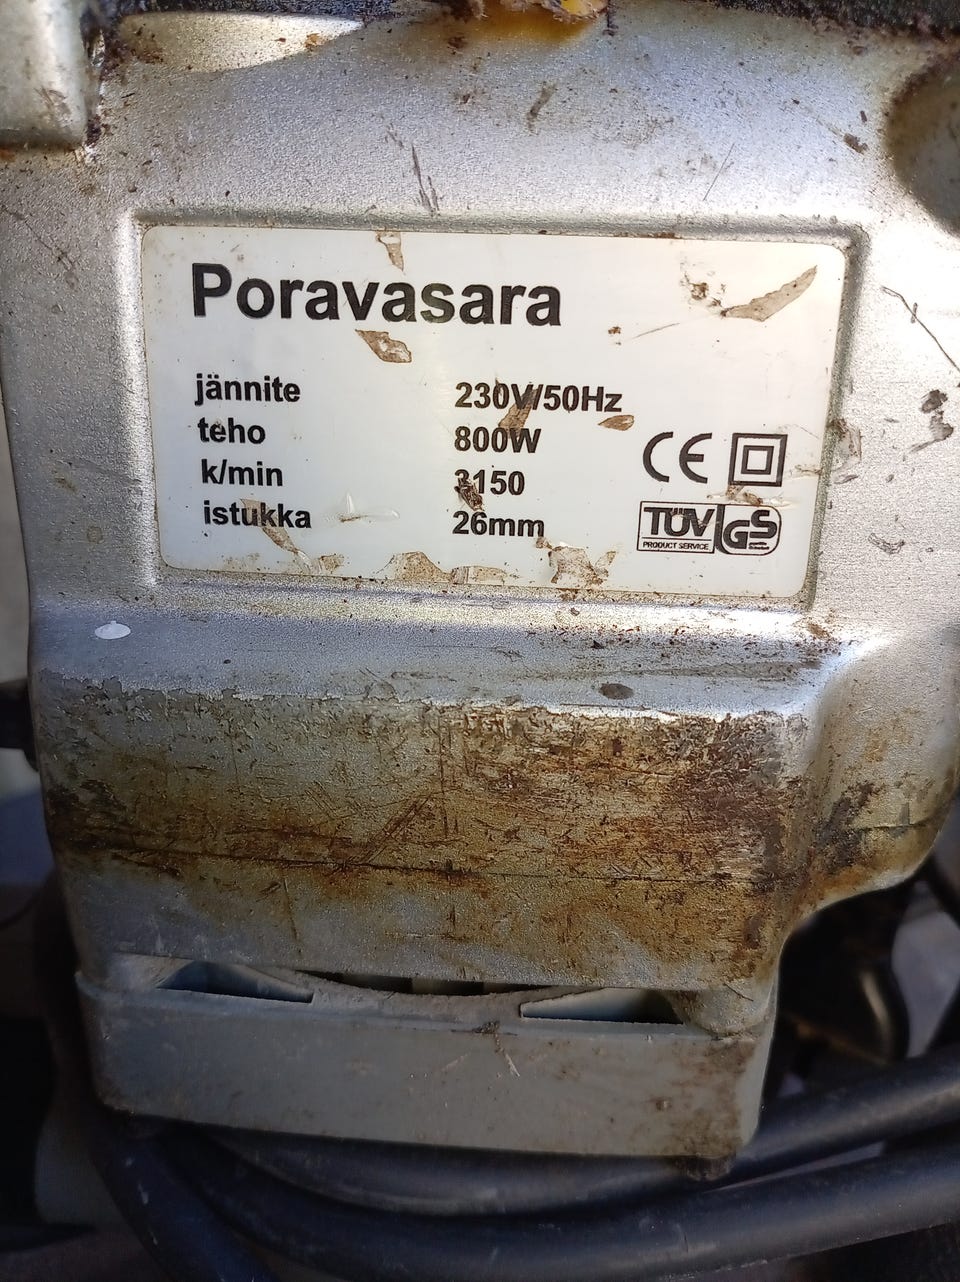 Poravasara
jännite 230V/50Hz
teho 800W
k/min 3150
istukka 26mm
CE
TÜV GS
PRODUCT SERVICE